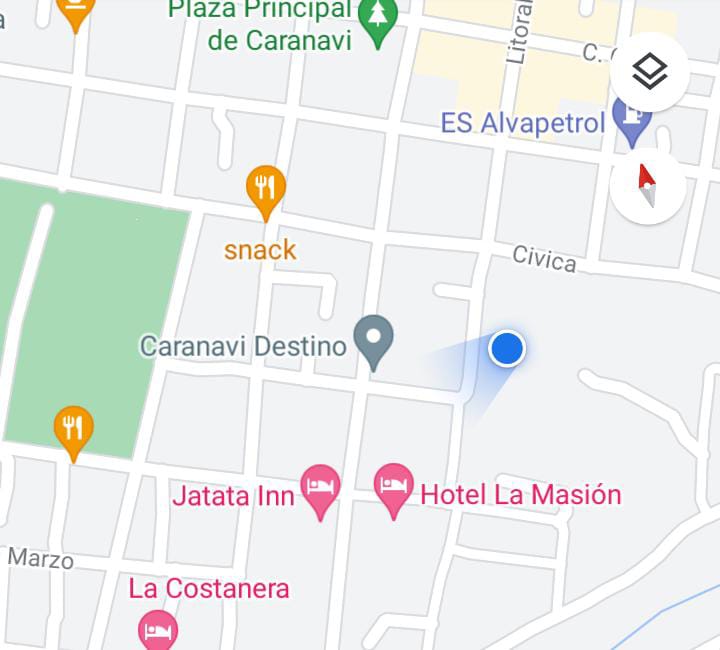 Plaza Principal
de Caranavi
Litoral
C.
ES Alvapetrol
snack
Civica
Caranavi Destino
Jatata Inn
Hotel La Masión
Marzo
La Costanera